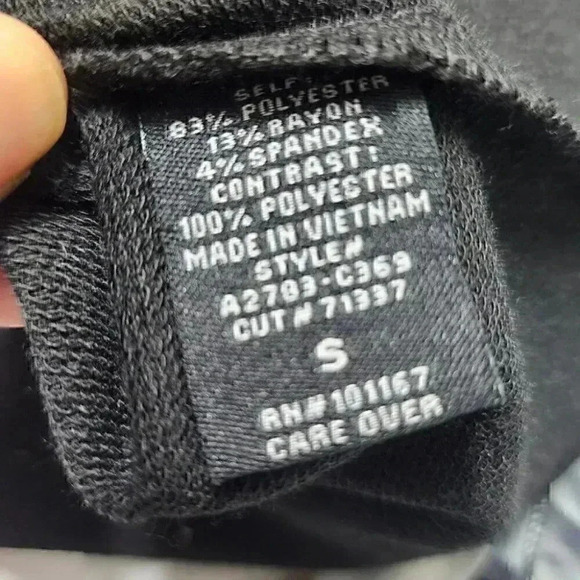 SELF:
83% POLYESTER
13% RAYON
4% SPANDEX
CONTRAST:
100% POLYESTER
MADE IN VIETNAM
STYLE#
A2783-C369
CUT# 71337
S
RN# 101167
CARE OVER